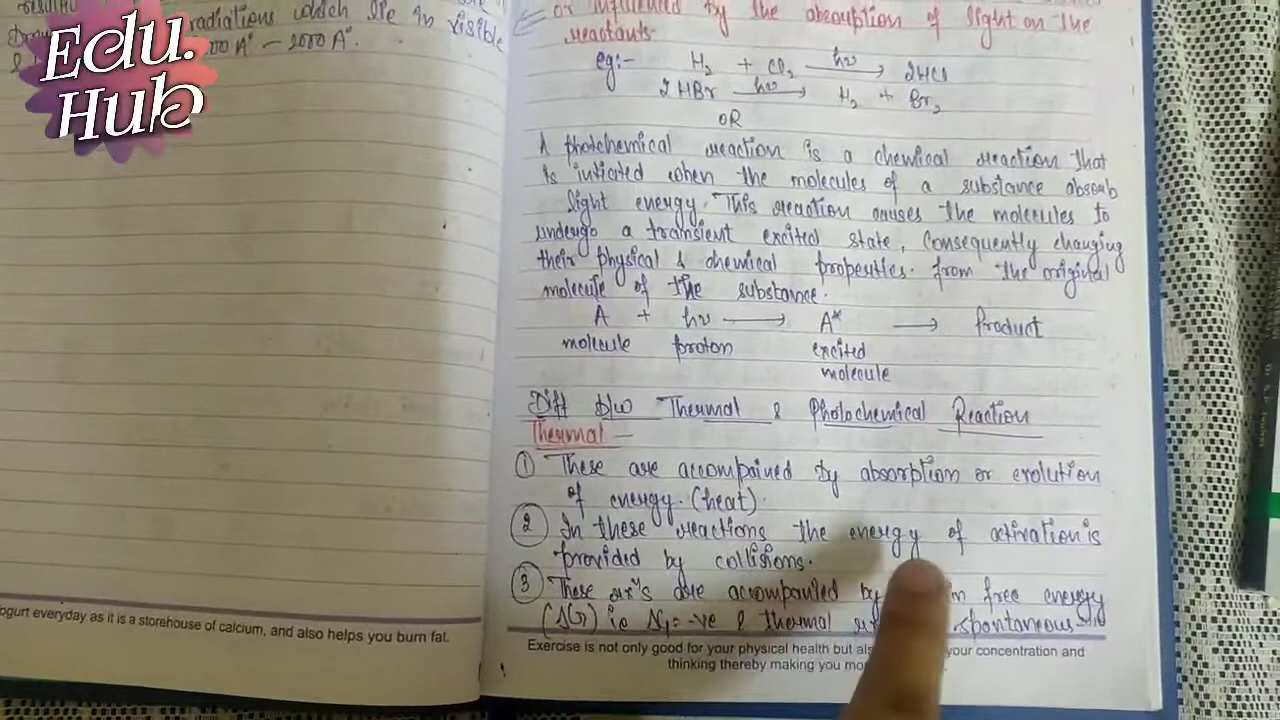 radiations which lie in visible
2000 A°.
Edu.
Hub
or influenced by the absorption of light on the
reactants.
eg:- H2 + Cl2 hν → 2HCl
2HBr hν → H2 + Br2
OR
A photchemical reaction is a chemical reaction that
is intiated when the molecules of a substance absorb
light energy. This reaction causes the molecules to
undergo a transient excited state, consequently changing
their physical & chemical properties. from the original
molecule of the substance.
A + hν → A* → Product
molecule proton excited
molecule
Diff b/w Thermal & Photochemical Reaction
Thermal -
① These are accompained by absorption or evolution
of energy. (heat).
② In these reactions the energy of activation is
provided by collisions.
③ These rx's are accompanied by in free energy
(ΔG) ie = -ve & thermal spontaneous
ogurt everyday as it is a storehouse of calcium, and also helps you burn fat.
Exercise is not only good for your physical health but your concentration and
thinking thereby making you